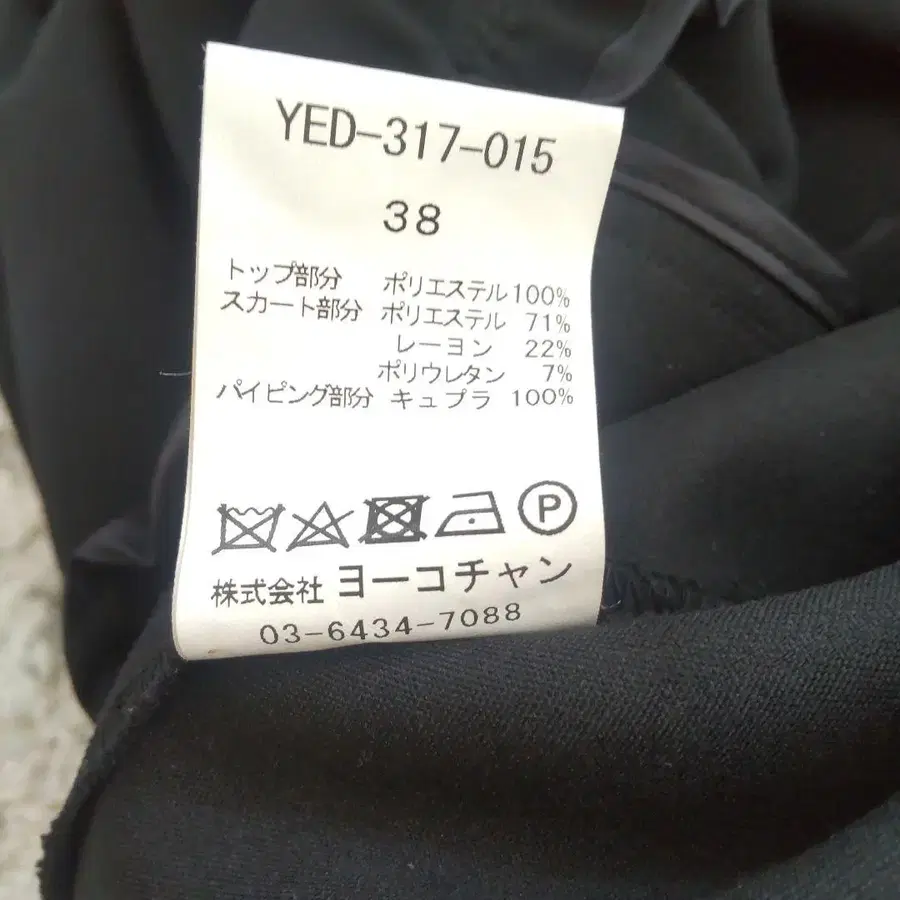 YED-317-015
38
トップ部分 ポリエステル100%
スカート部分 ポリエステル 71%
レーヨン 22%
ポリウレタン 7%
パイピング部分 キュプラ 100%
P
株式会社 ヨーコチャン
03-6434-7088